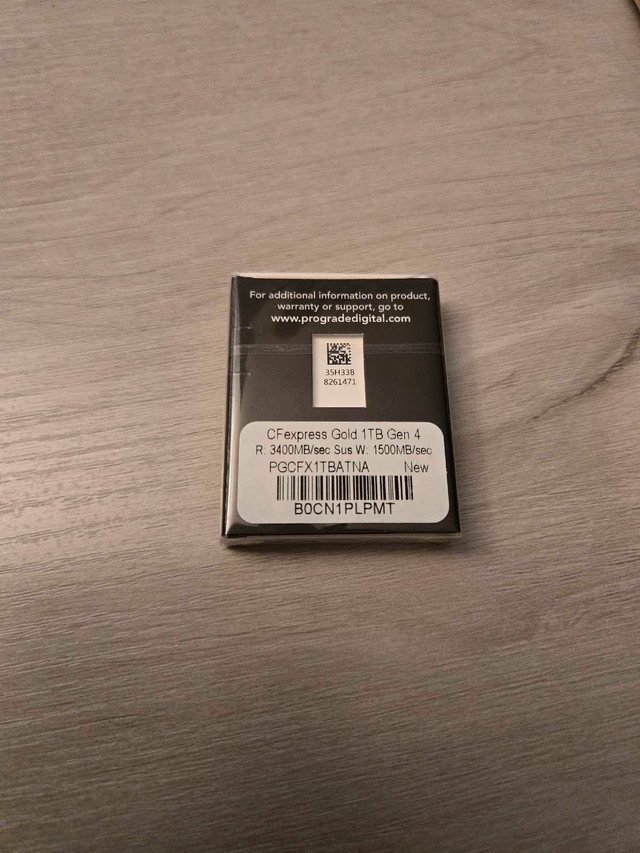 For additional information on product,
warranty or support, go to
www.progradedigital.com
35H33B
8261471
CFexpress Gold 1TB Gen 4
R: 3400MB/sec Sus W: 1500MB/sec
PGCFX1TBATNA New
B0CN1PLPMT